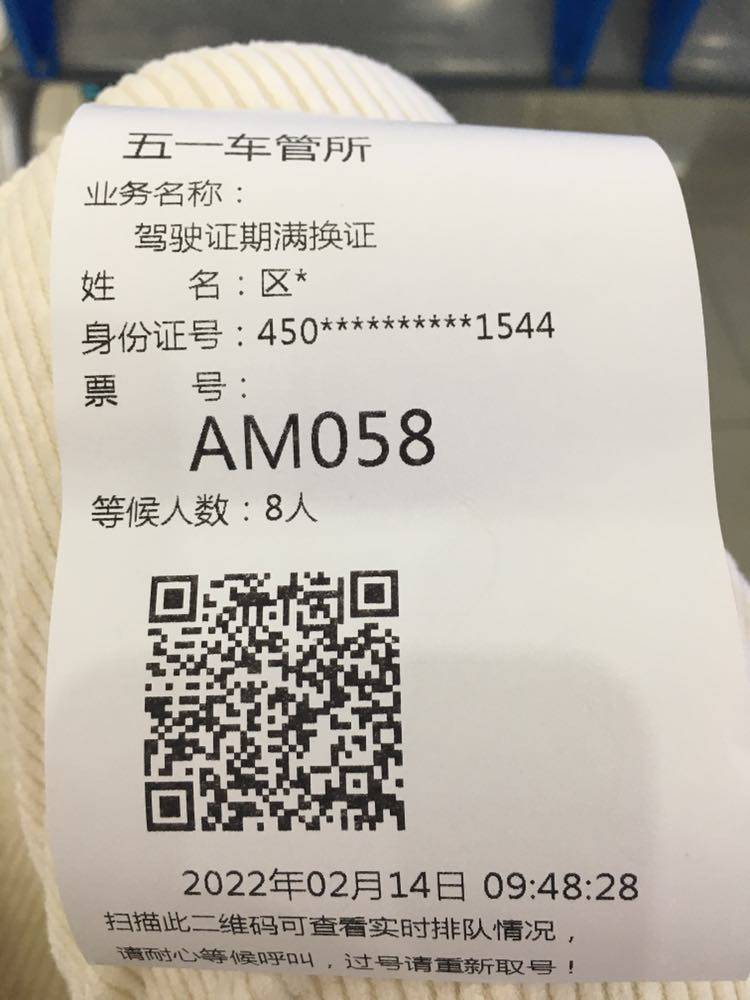 五一车管所
业务名称：
驾驶证期满换证
姓 名：区*
身份证号：450**********1544
票 号：
AM058
等候人数：8人
2022年02月14日 09:48:28
扫描此二维码可查看实时排队情况，
请耐心等候呼叫，过号请重新取号！